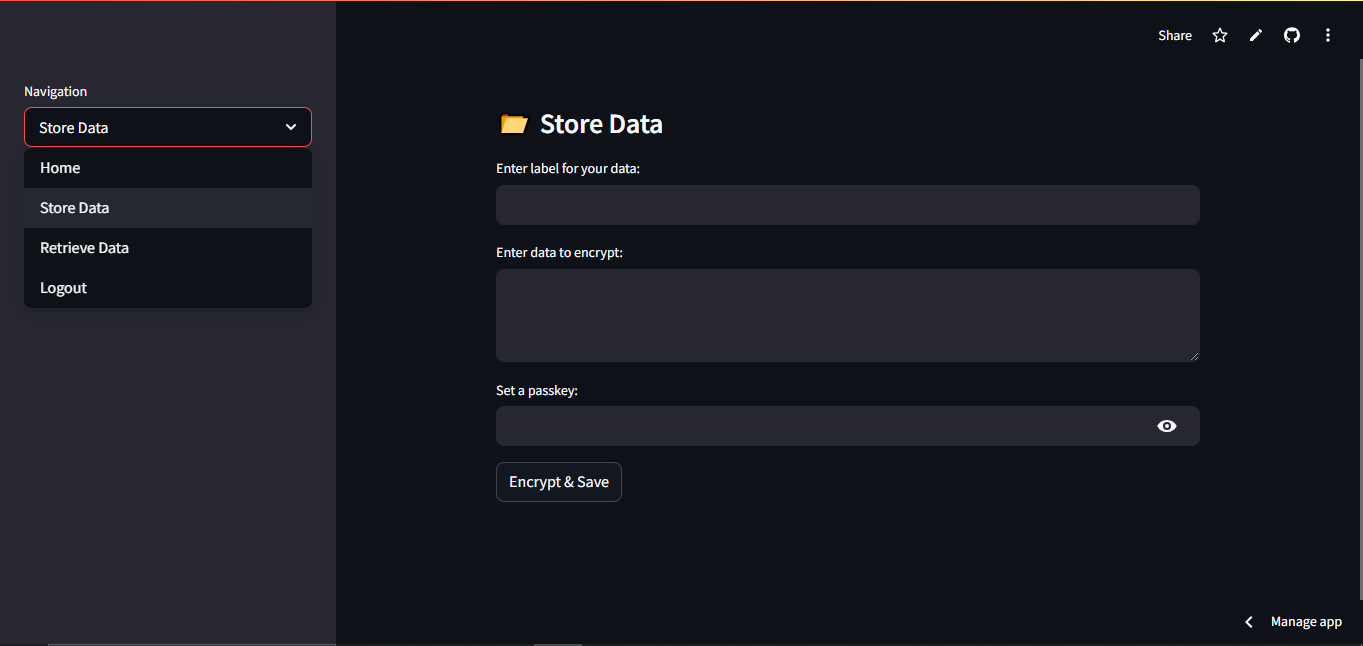 Share
Navigation
Store Data
Home
Store Data
Retrieve Data
Logout
Store Data
Enter label for your data:
Enter data to encrypt:
Set a passkey:
Encrypt & Save
Manage app